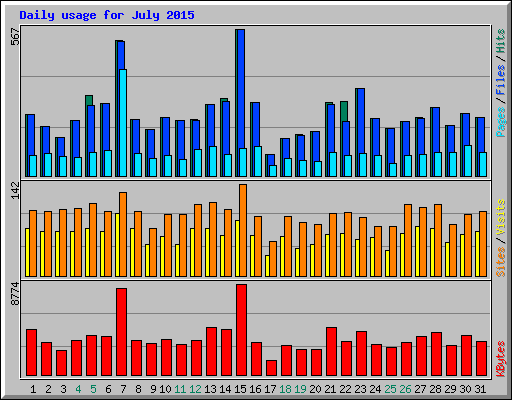 Daily usage for July 2015
567
Pages / Files / Hits
142
Sites / Visits
8774
KBytes
1 2 3 4 5 6 7 8 9 10 11 12 13 14 15 16 17 18 19 20 21 22 23 24 25 26 27 28 29 30 31